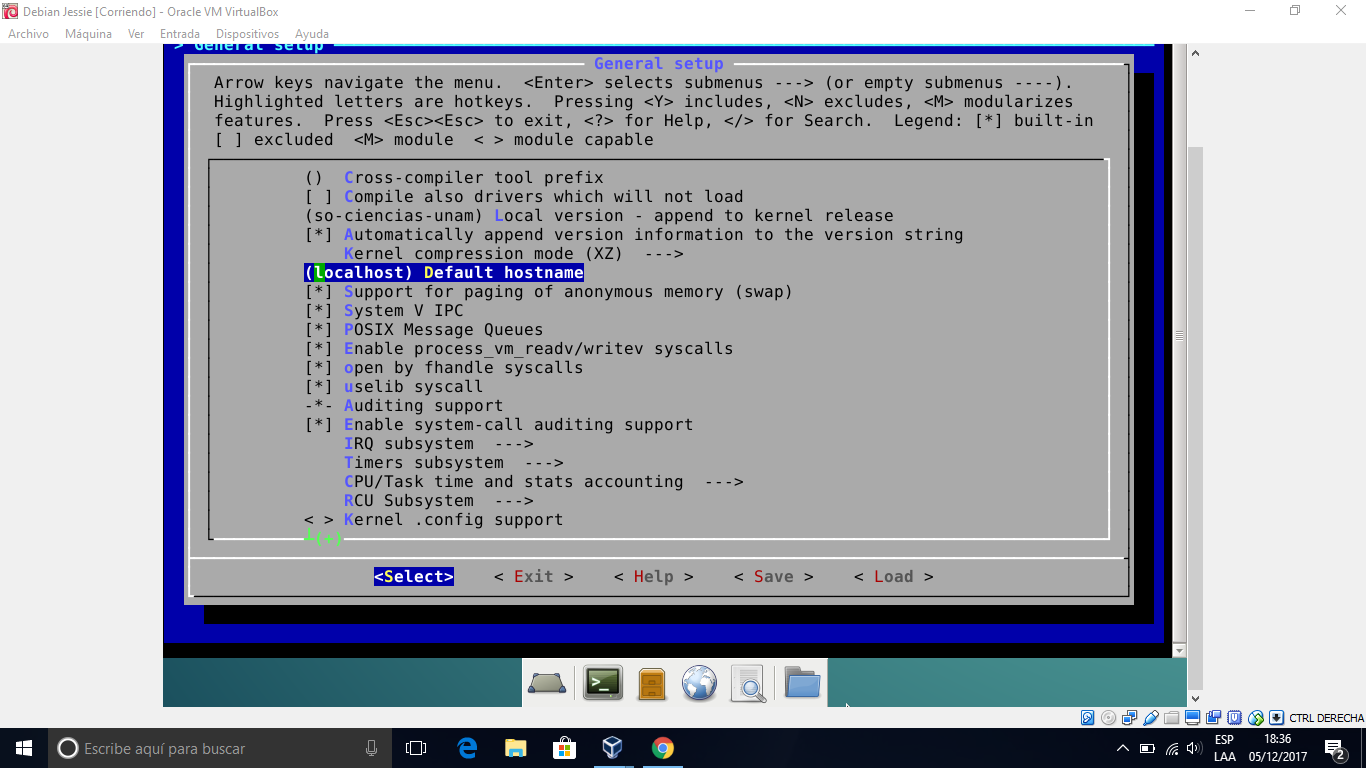 Debian Jessie [Corriendo] - Oracle VM VirtualBox
Archivo Máquina Ver Entrada Dispositivos Ayuda
> General setup
General setup
Arrow keys navigate the menu.  <Enter> selects submenus ---> (or empty submenus ----).
Highlighted letters are hotkeys.  Pressing <Y> includes, <N> excludes, <M> modularizes
features.  Press <Esc><Esc> to exit, <?> for Help, </> for Search.  Legend: [*] built-in
[ ] excluded  <M> module  < > module capable
()  Cross-compiler tool prefix
[ ] Compile also drivers which will not load
(so-ciencias-unam) Local version - append to kernel release
[*] Automatically append version information to the version string
Kernel compression mode (XZ)  --->
(localhost) Default hostname
[*] Support for paging of anonymous memory (swap)
[*] System V IPC
[*] POSIX Message Queues
[*] Enable process_vm_readv/writev syscalls
[*] open by fhandle syscalls
[*] uselib syscall
-*- Auditing support
[*] Enable system-call auditing support
IRQ subsystem  --->
Timers subsystem  --->
CPU/Task time and stats accounting  --->
RCU Subsystem  --->
< > Kernel .config support
┴(+)
<Select>    < Exit >    < Help >    < Save >    < Load >
CTRL DERECHA
Escribe aquí para buscar
ESP 18:36
LAA 05/12/2017
2